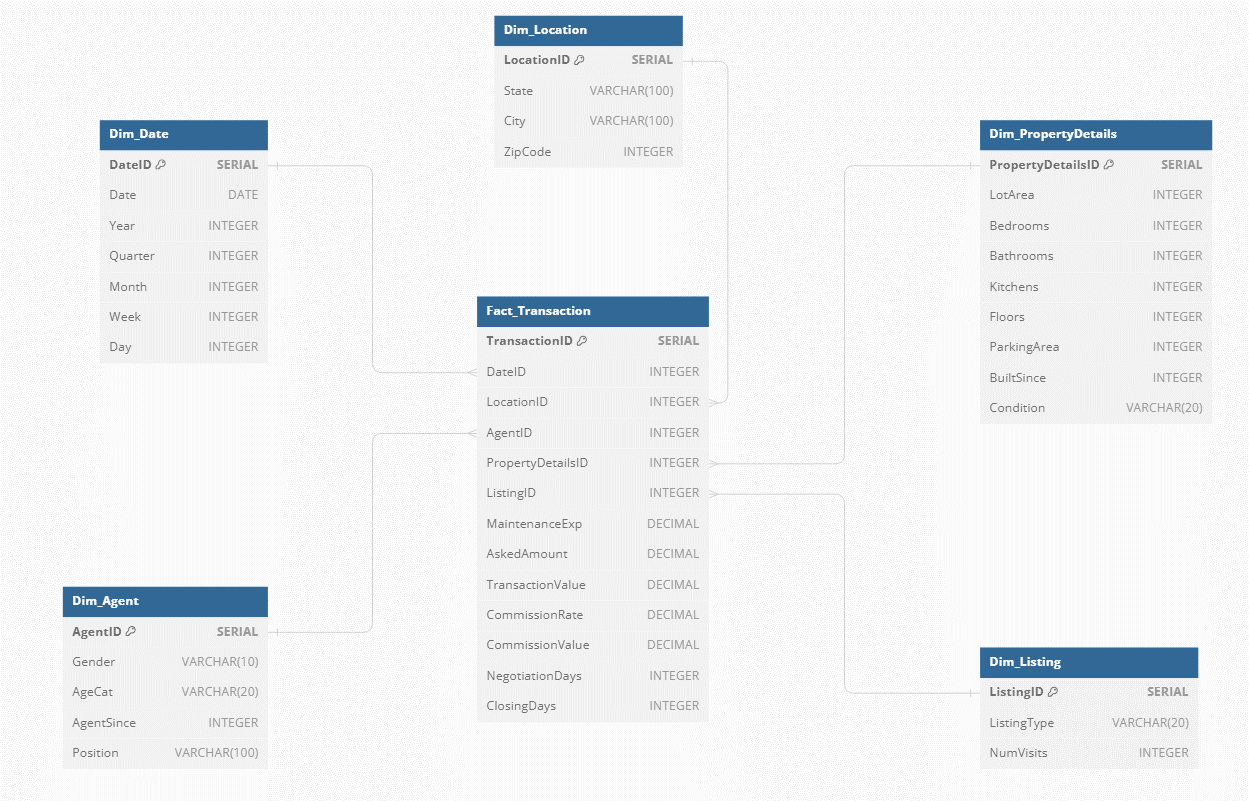 Dim_Location
LocationID SERIAL
State VARCHAR(100)
City VARCHAR(100)
ZipCode INTEGER
Dim_Date
DateID SERIAL
Date DATE
Year INTEGER
Quarter INTEGER
Month INTEGER
Week INTEGER
Day INTEGER
Dim_PropertyDetails
PropertyDetailsID SERIAL
LotArea INTEGER
Bedrooms INTEGER
Bathrooms INTEGER
Kitchens INTEGER
Floors INTEGER
ParkingArea INTEGER
BuiltSince INTEGER
Condition VARCHAR(20)
Fact_Transaction
TransactionID SERIAL
DateID INTEGER
LocationID INTEGER
AgentID INTEGER
PropertyDetailsID INTEGER
ListingID INTEGER
MaintenanceExp DECIMAL
AskedAmount DECIMAL
TransactionValue DECIMAL
CommissionRate DECIMAL
CommissionValue DECIMAL
NegotiationDays INTEGER
ClosingDays INTEGER
Dim_Agent
AgentID SERIAL
Gender VARCHAR(10)
AgeCat VARCHAR(20)
AgentSince INTEGER
Position VARCHAR(100)
Dim_Listing
ListingID SERIAL
ListingType VARCHAR(20)
NumVisits INTEGER